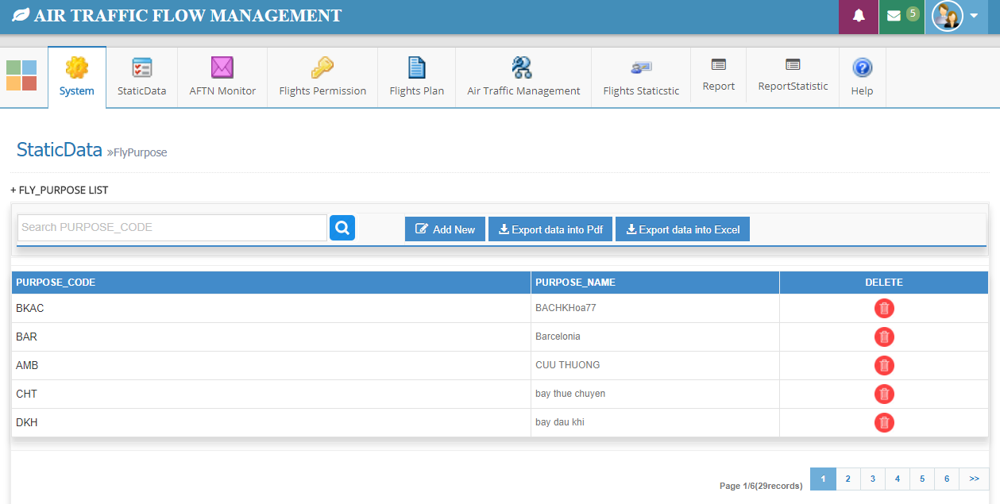 AIR TRAFFIC FLOW MANAGEMENT
5
System StaticData AFTN Monitor Flights Permission Flights Plan Air Traffic Management Flights Staticstic Report ReportStatistic Help
StaticData »FlyPurpose
+ FLY_PURPOSE LIST
Search PURPOSE_CODE Add New Export data into Pdf Export data into Excel
PURPOSE_CODE PURPOSE_NAME DELETE
BKAC BACHKHoa77
BAR Barcelonia
AMB CUU THUONG
CHT bay thue chuyen
DKH bay dau khi
Page 1/6(29records) 1 2 3 4 5 6 >>